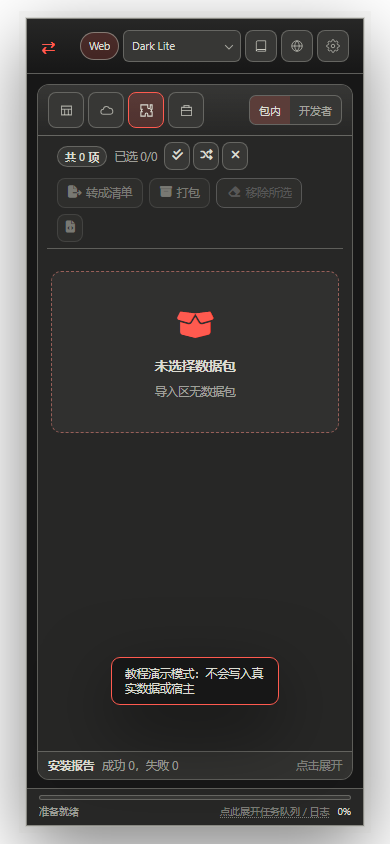 Web Dark Lite
包内 开发者
共 0 项 已选 0/0
转成清单 打包 移除所选
未选择数据包
导入区无数据包
教程演示模式：不会写入真
实数据或宿主
安装报告 成功 0，失败 0 点击展开
准备就绪 点此展开任务队列 / 日志 0%